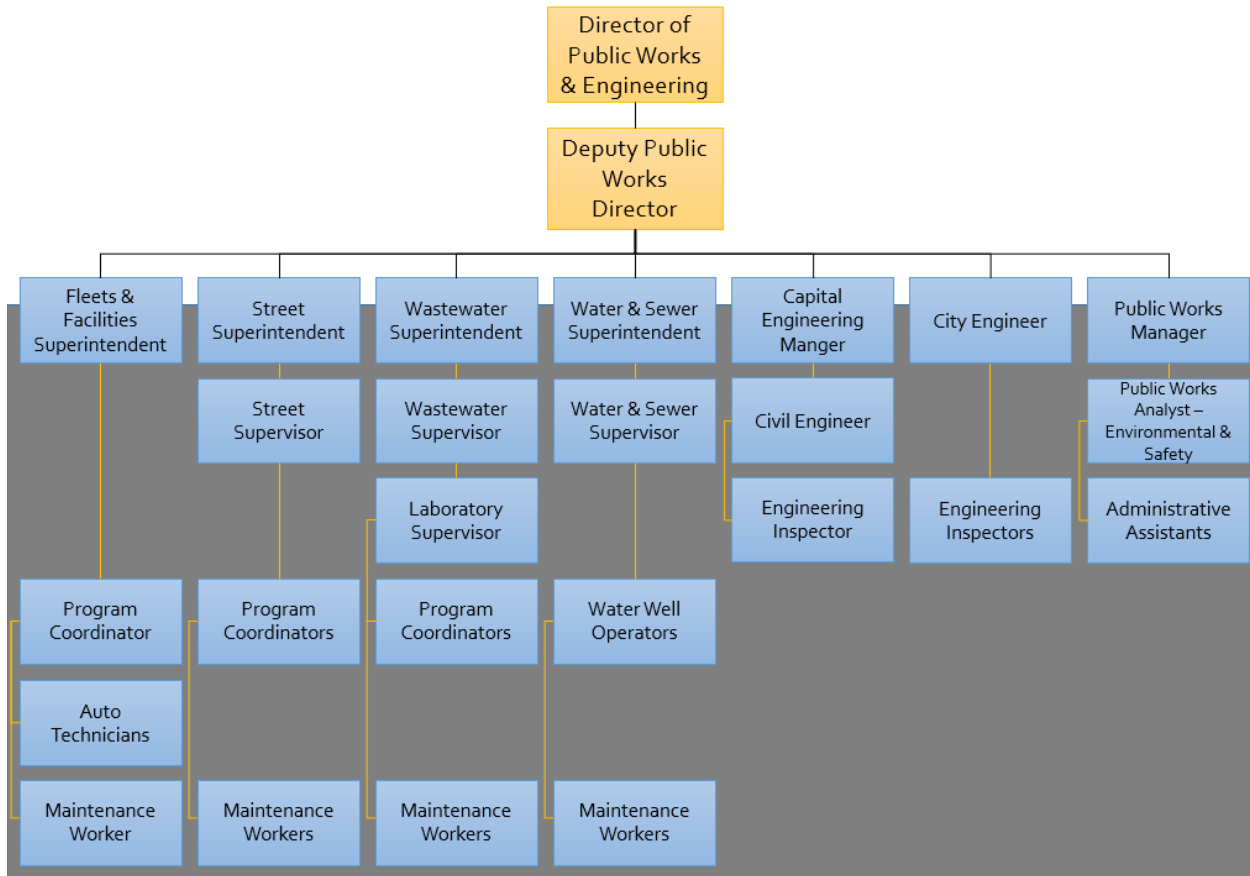 Director of
Public Works
& Engineering
Deputy Public
Works
Director
Fleets &
Facilities
Superintendent
Street
Superintendent
Wastewater
Superintendent
Water & Sewer
Superintendent
Capital
Engineering
Manger
City Engineer
Public Works
Manager
Street
Supervisor
Wastewater
Supervisor
Water & Sewer
Supervisor
Civil Engineer
Public Works
Analyst –
Environmental &
Safety
Laboratory
Supervisor
Engineering
Inspector
Engineering
Inspectors
Administrative
Assistants
Program
Coordinator
Program
Coordinators
Program
Coordinators
Water Well
Operators
Auto
Technicians
Maintenance
Worker
Maintenance
Workers
Maintenance
Workers
Maintenance
Workers